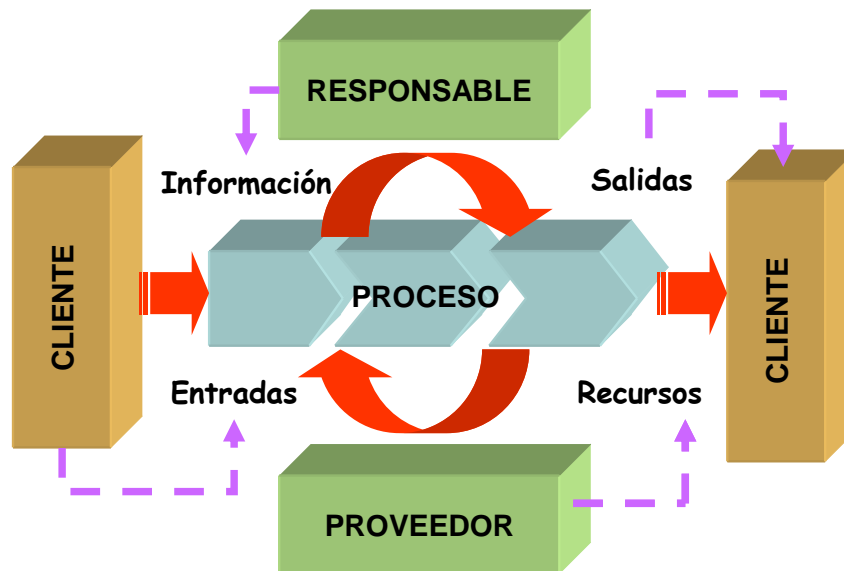 RESPONSABLE
Información
Salidas
CLIENTE
PROCESO
CLIENTE
Entradas
Recursos
PROVEEDOR